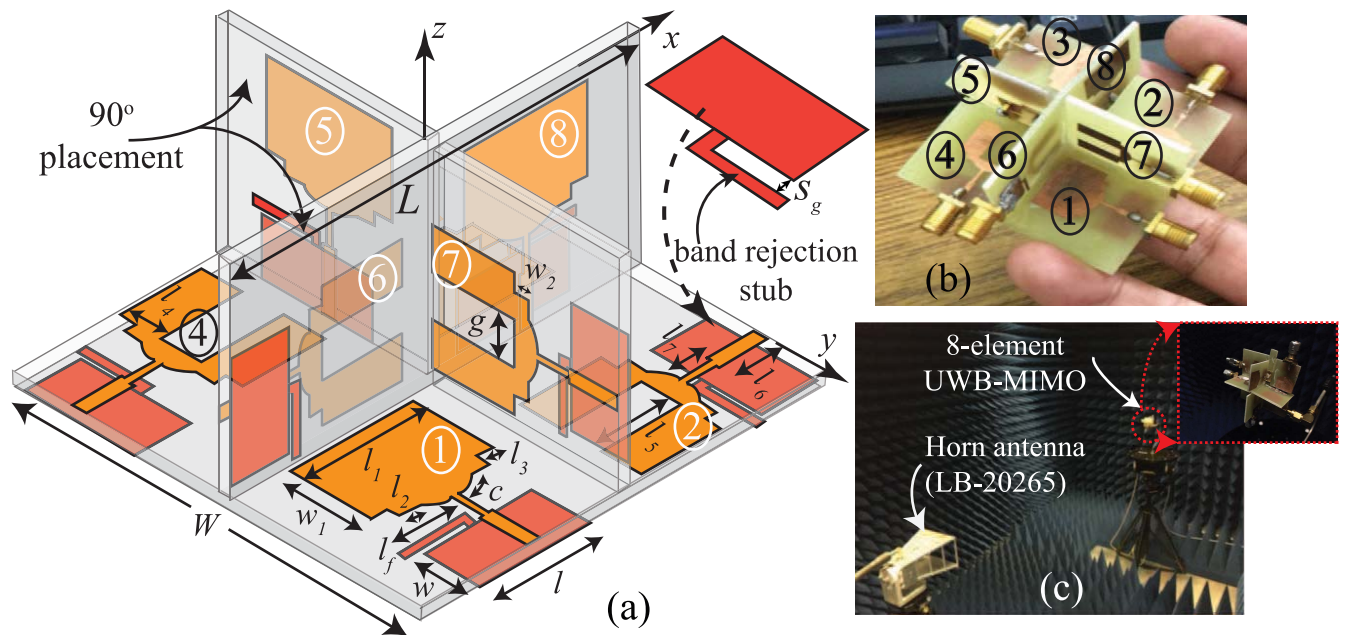 z
x
90°
placement
⑤
⑧
L
s_g
band rejection
stub
⑥
⑦
w_2
g
l_4
④
l_7
l_6
y
①
l_1
l_3
l_5
②
c
l_2
w_1
l_f
w
l
W
(a)
③
⑤
⑧
②
④
⑥
⑦
①
(b)
8-element
UWB-MIMO
Horn antenna
(LB-20265)
(c)